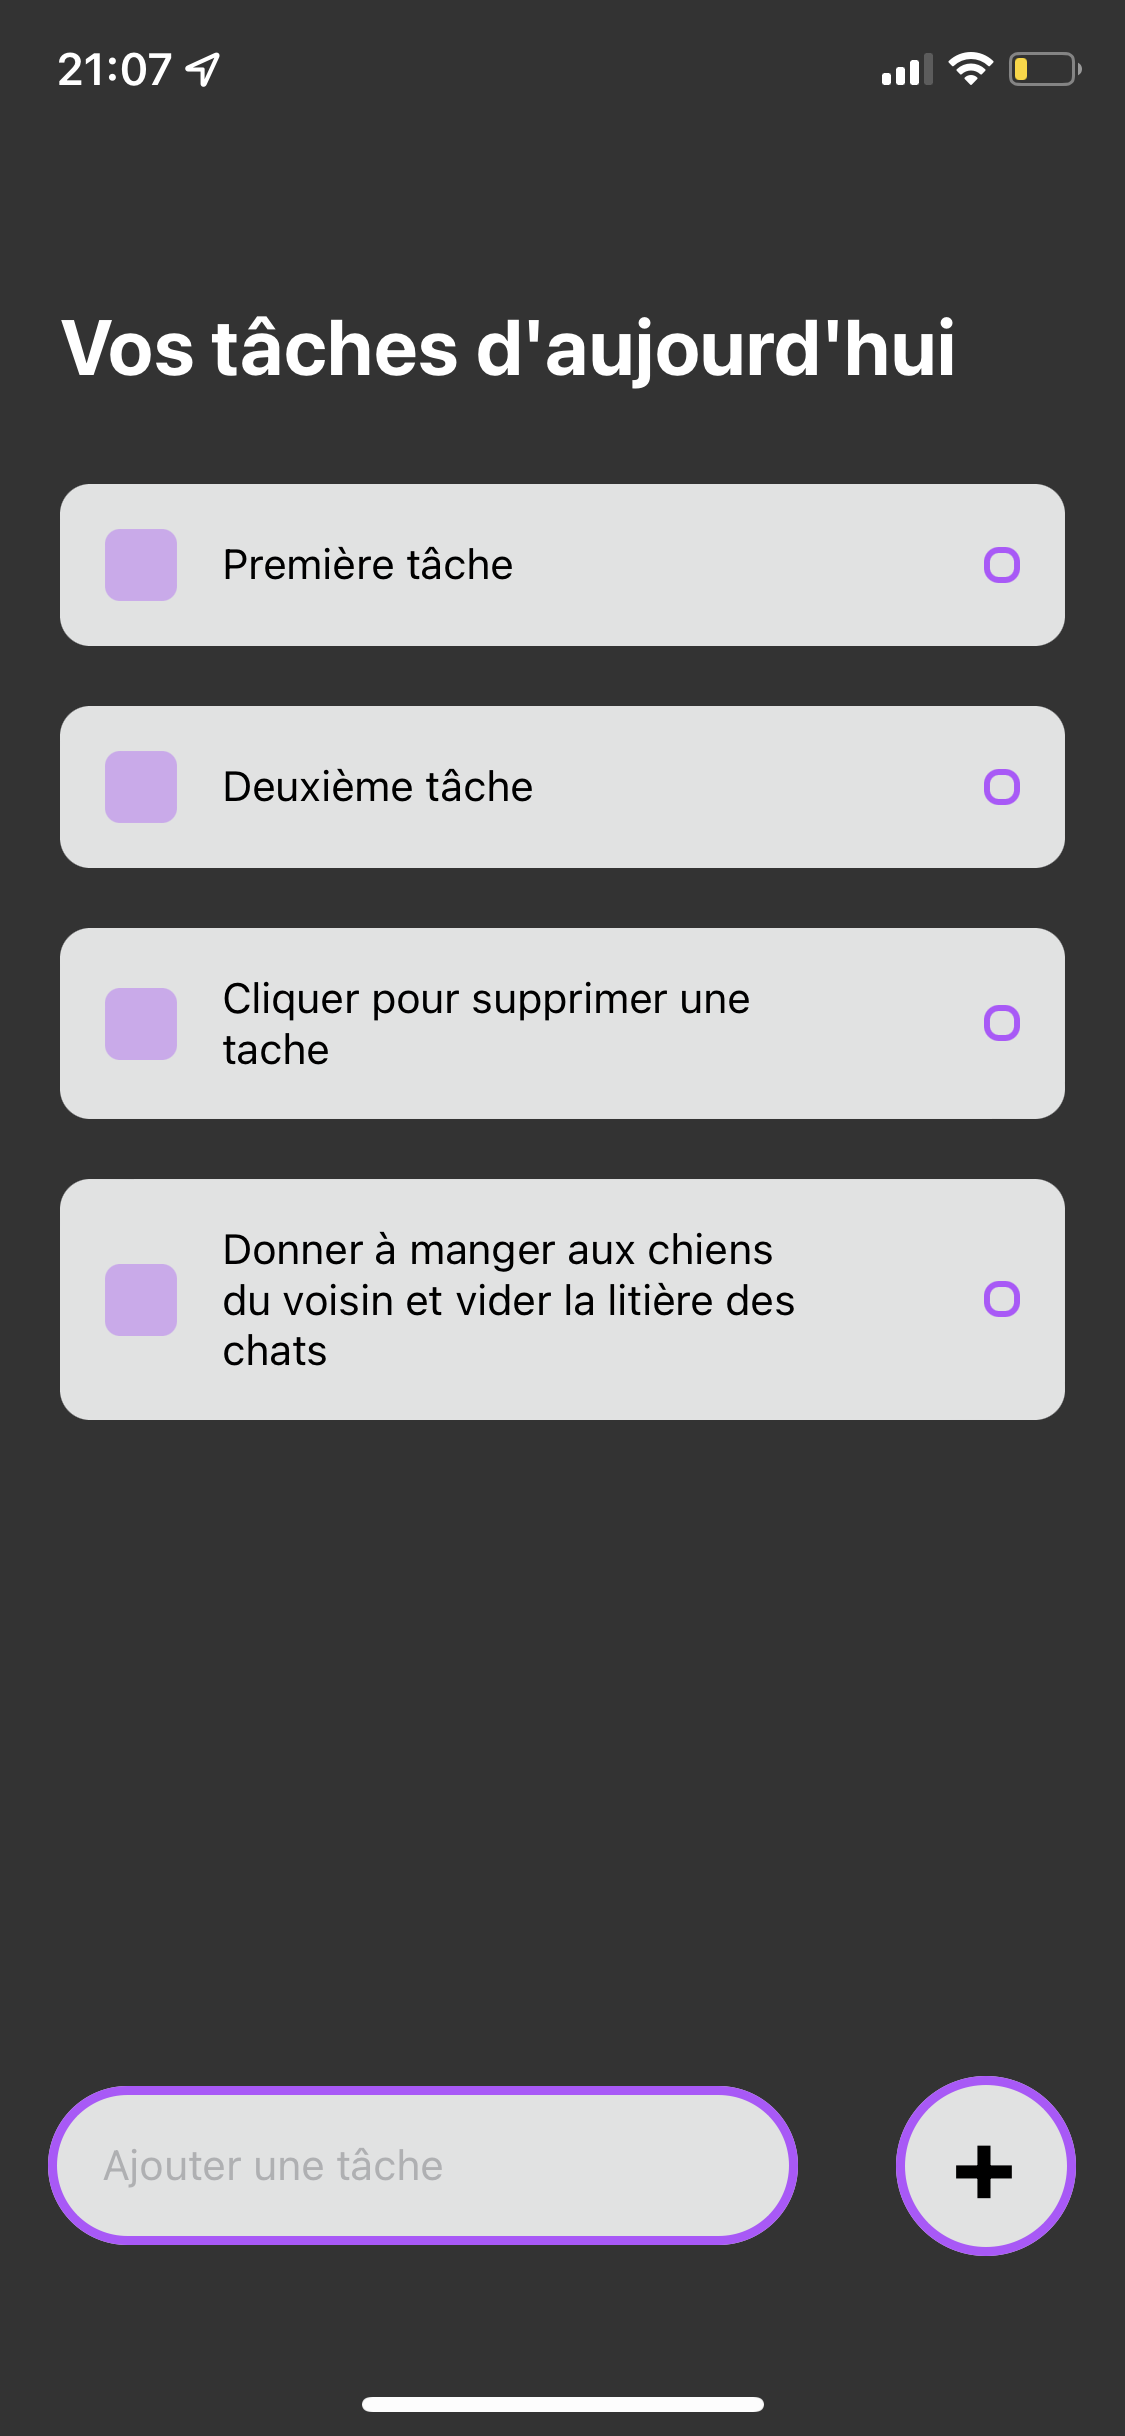 21:07
Vos tâches d'aujourd'hui
Première tâche
Deuxième tâche
Cliquer pour supprimer une
tache
Donner à manger aux chiens
du voisin et vider la litière des
chats
Ajouter une tâche
+